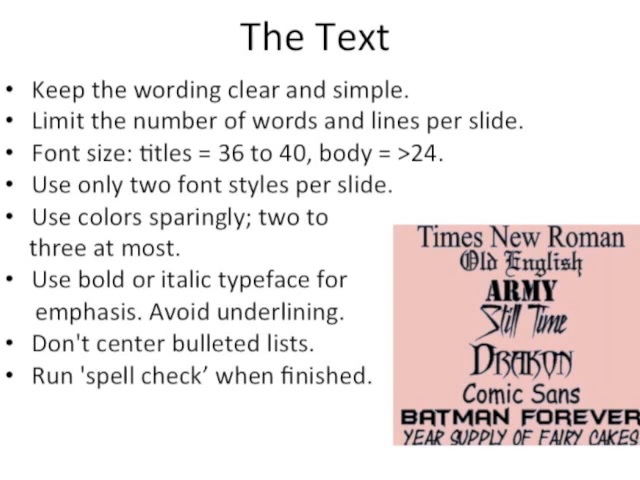 The Text
• Keep the wording clear and simple.
• Limit the number of words and lines per slide.
• Font size: titles = 36 to 40, body = >24.
• Use only two font styles per slide.
• Use colors sparingly; two to
three at most.
• Use bold or italic typeface for
emphasis. Avoid underlining.
• Don't center bulleted lists.
• Run 'spell check’ when finished.
Times New Roman
Old English
ARMY
Still Time
DRAKON
Comic Sans
BATMAN FOREVER
YEAR SUPPLY OF FAIRY CAKES